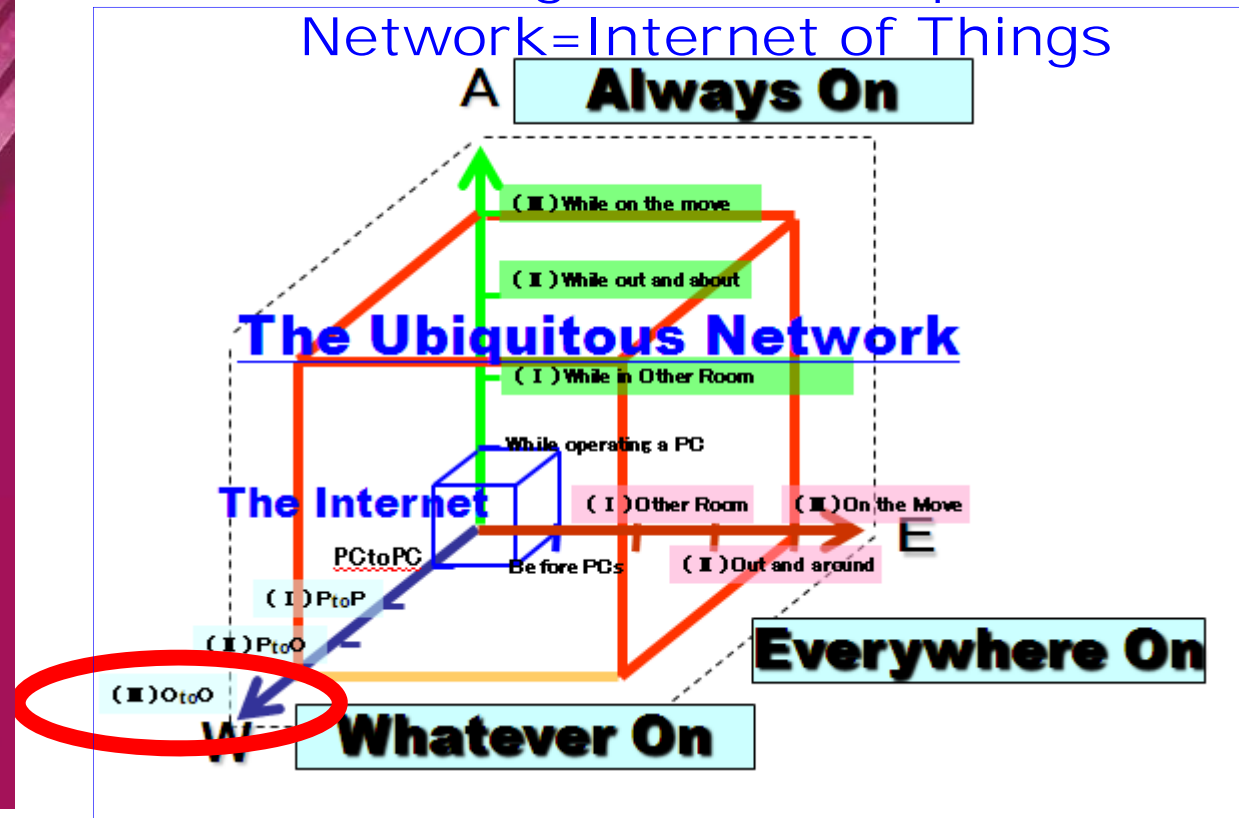 Network=Internet of Things
A
Always On
(Ⅲ)While on the move
(Ⅱ)While out and about
The Ubiquitous Network
(Ⅰ)While in Other Room
While operating a PC
The Internet
(Ⅰ)Other Room
(Ⅲ)On the Move
E
PCtoPC
Before PCs
(Ⅱ)Out and around
(Ⅰ)PtoP
(Ⅱ)PtoO
Everywhere On
(Ⅲ)OtoO
W
Whatever On